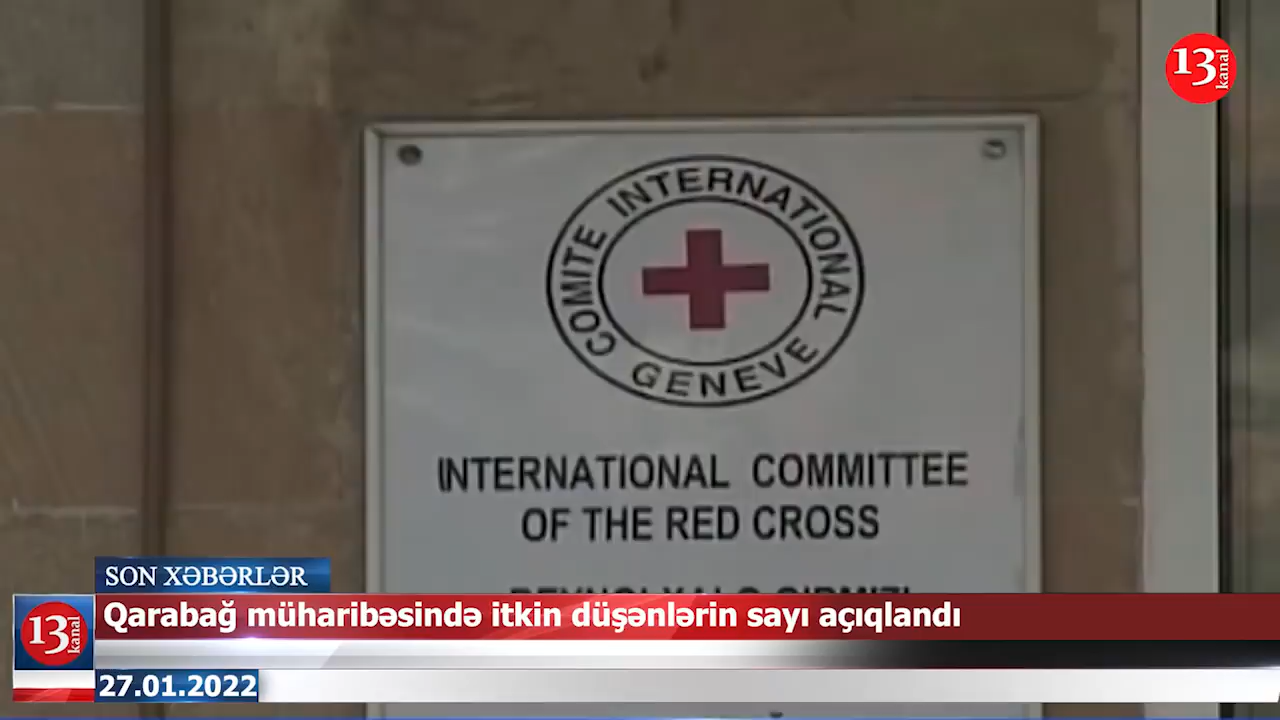 13 kanal
COMITE INTERNATIONAL GENEVE
INTERNATIONAL COMMITTEE
OF THE RED CROSS
SON XƏBƏRLƏR
Qarabağ müharibəsində itkin düşənlərin sayı açıqlandı
13 kanal
27.01.2022